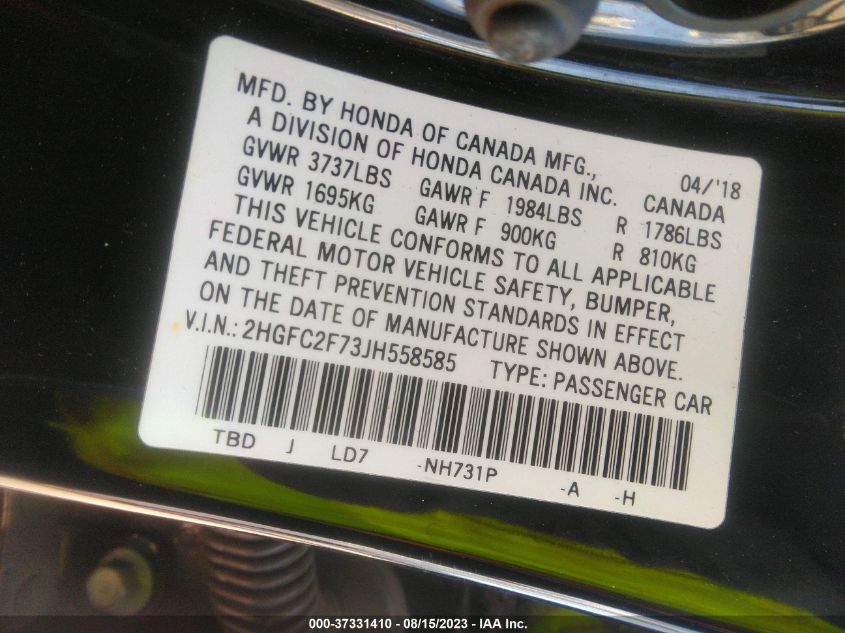 MFD. BY HONDA OF CANADA MFG., 04/'18
A DIVISION OF HONDA CANADA INC. CANADA
GVWR 3737LBS GAWR F 1984LBS R 1786LBS
GVWR 1695KG GAWR F 900KG R 810KG
THIS VEHICLE CONFORMS TO ALL APPLICABLE
FEDERAL MOTOR VEHICLE SAFETY, BUMPER,
AND THEFT PREVENTION STANDARDS IN EFFECT
ON THE DATE OF MANUFACTURE SHOWN ABOVE.
V.I.N.: 2HGFC2F73JH558585 TYPE: PASSENGER CAR
TBD J LD7 -NH731P -A -H
000-37331410 - 08/15/2023 - IAA Inc.